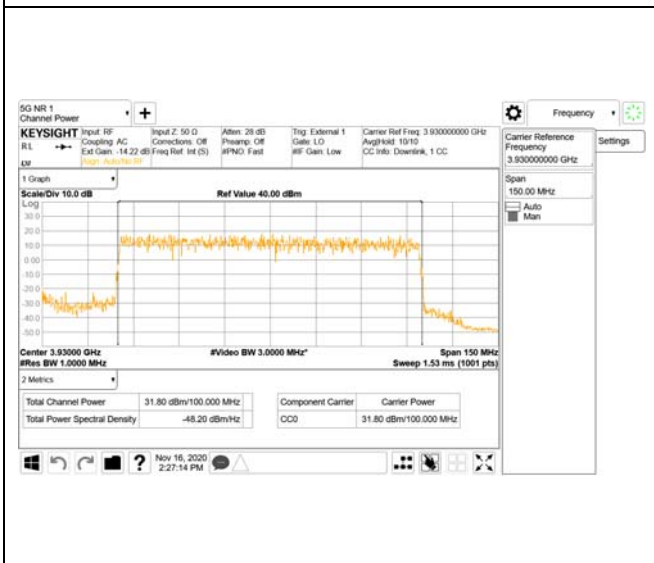 5G NR 1
Channel Power
Frequency
KEYSIGHT
RL
Input: RF
Coupling: AC
Ext Gain: -14.22 dB
Align: Auto/No RF
Input Z: 50 Ω
Corrections: Off
Freq Ref: Int (S)
Atten: 28 dB
Preamp: Off
#PNO: Fast
Trig: External 1
Gate: LO
#IF Gain: Low
Carrier Ref Freq: 3.930000000 GHz
Avg|Hold: 10/10
CC Info: Downlink, 1 CC
Carrier Reference
Frequency
3.930000000 GHz
Settings
Span
150.00 MHz
Auto
Man
1 Graph
Scale/Div 10.0 dB
Ref Value 40.00 dBm
Log
30.0
20.0
10.0
0.00
-10.0
-20.0
-30.0
-40.0
-50.0
Center 3.93000 GHz
#Video BW 3.0000 MHz*
Span 150 MHz
#Res BW 1.0000 MHz
Sweep 1.53 ms (1001 pts)
2 Metrics
Total Channel Power 31.80 dBm/100.000 MHz
Total Power Spectral Density -48.20 dBm/Hz
Component Carrier Carrier Power
CC0 31.80 dBm/100.000 MHz
?
Nov 16, 2020
2:27:14 PM